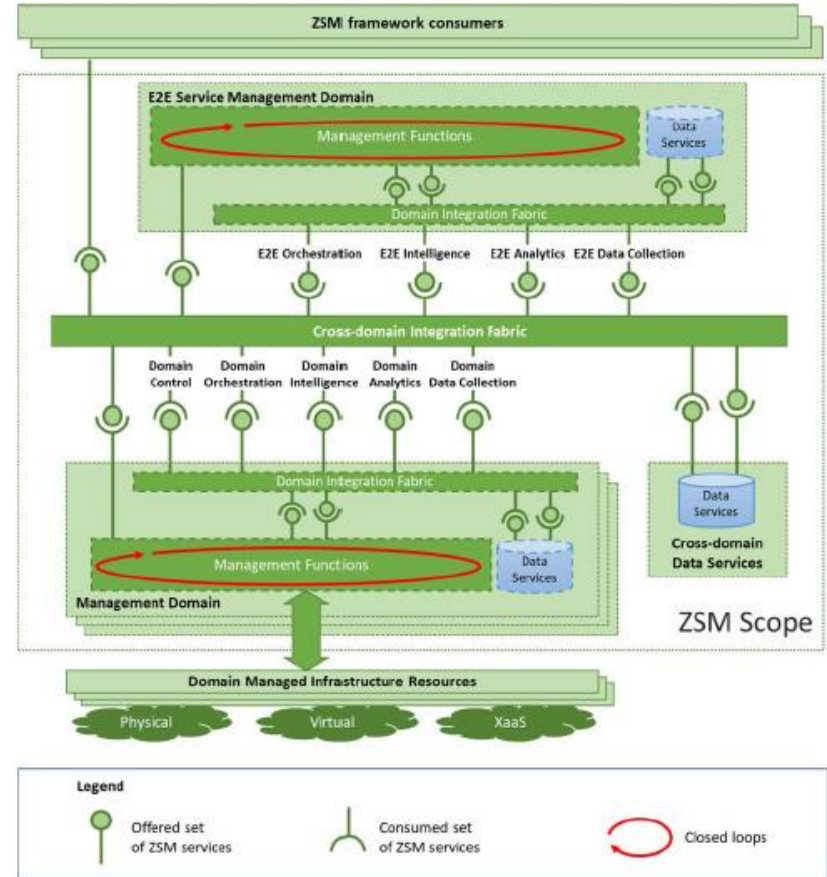 ZSM framework consumers
E2E Service Management Domain
Management Functions
Data
Services
Domain Integration Fabric
E2E Orchestration
E2E Intelligence
E2E Analytics
E2E Data Collection
Cross-domain Integration Fabric
Domain
Control
Domain
Orchestration
Domain
Intelligence
Domain
Analytics
Domain
Data Collection
Domain Integration Fabric
Data
Services
Management Functions
Data
Services
Cross-domain
Data Services
Management Domain
ZSM Scope
Domain Managed Infrastructure Resources
Physical
Virtual
XaaS
Legend
Offered set
of ZSM services
Consumed set
of ZSM services
Closed loops